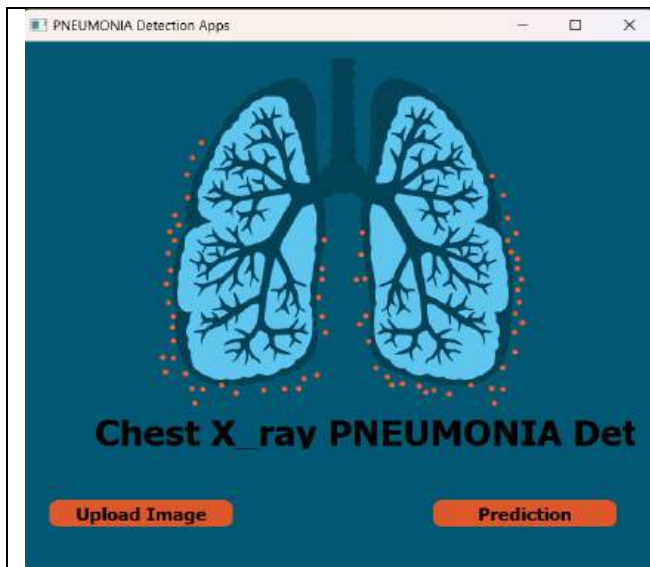 PNEUMONIA Detection Apps
Chest X_ray PNEUMONIA Det
Upload Image
Prediction